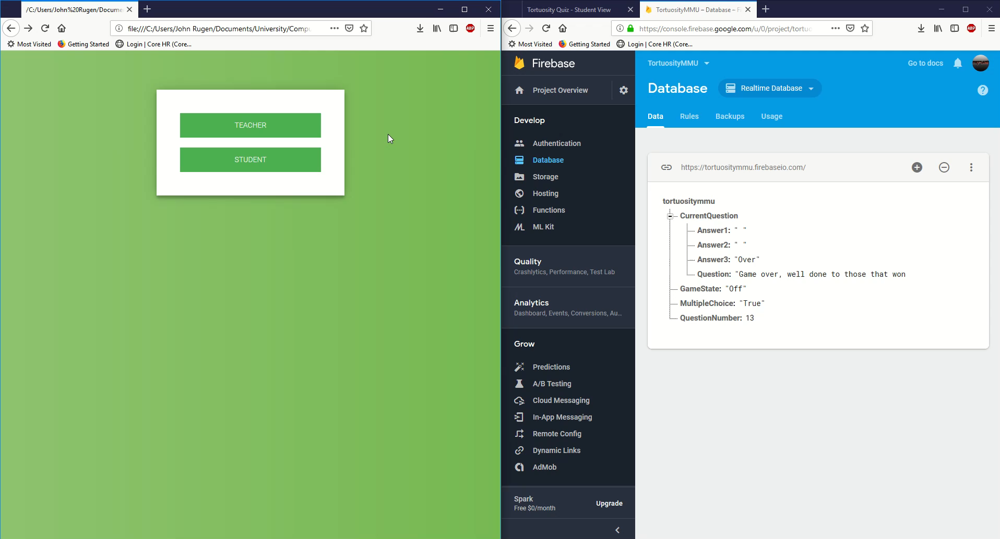 /C:/Users/John%20Rugen/Docume
file:///C:/Users/John Rugen/Documents/University/Compu
Most Visited
Getting Started
Login | Core HR (Core...
TEACHER
STUDENT
Tortuosity Quiz - Student View
TortuosityMMU – Database – F
https://console.firebase.google.com/u/0/project/tortuo
ABP
Most Visited
Getting Started
Login | Core HR (Core...
Firebase
Project Overview
Develop
Authentication
Database
Storage
Hosting
Functions
ML Kit
Quality
Crashlytics, Performance, Test Lab
Analytics
Dashboard, Events, Conversions, Au...
Grow
Predictions
A/B Testing
Cloud Messaging
In-App Messaging
Remote Config
Dynamic Links
AdMob
Spark
Free $0/month
Upgrade
TortuosityMMU
Go to docs
Database
Realtime Database
Data
Rules
Backups
Usage
https://tortuositymmu.firebaseio.com/
tortuositymmu
CurrentQuestion
Answer1: " "
Answer2: " "
Answer3: "Over"
Question: "Game over, well done to those that won
GameState: "Off"
MultipleChoice: "True"
QuestionNumber: 13